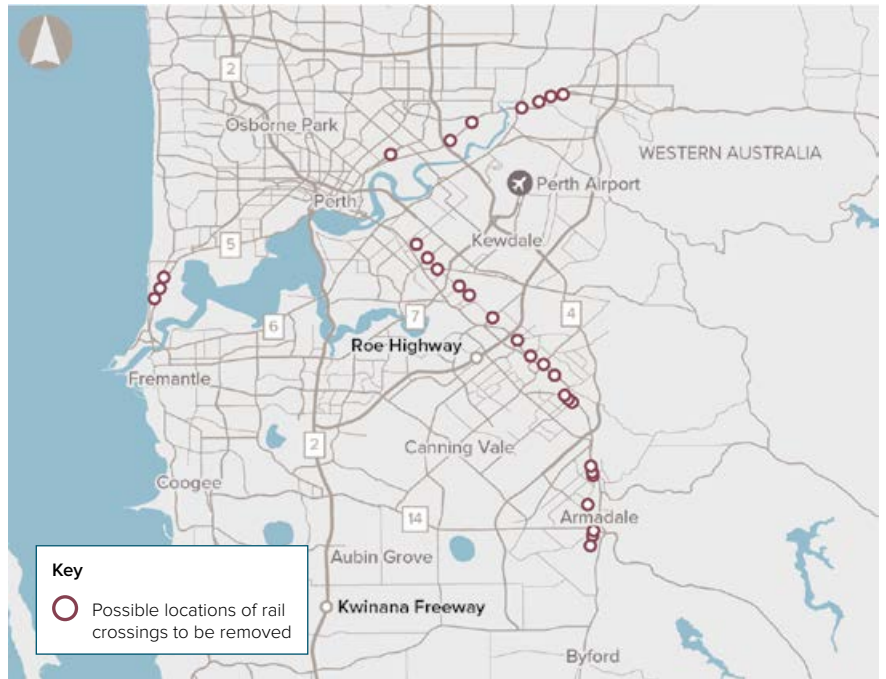 2
Osborne Park
WESTERN AUSTRALIA
Perth Airport
Perth
Kewdale
5
7
4
6
Roe Highway
Fremantle
2
Canning Vale
Coogee
14
Armadale
Aubin Grove
Key
Possible locations of rail
crossings to be removed
Kwinana Freeway
Byford